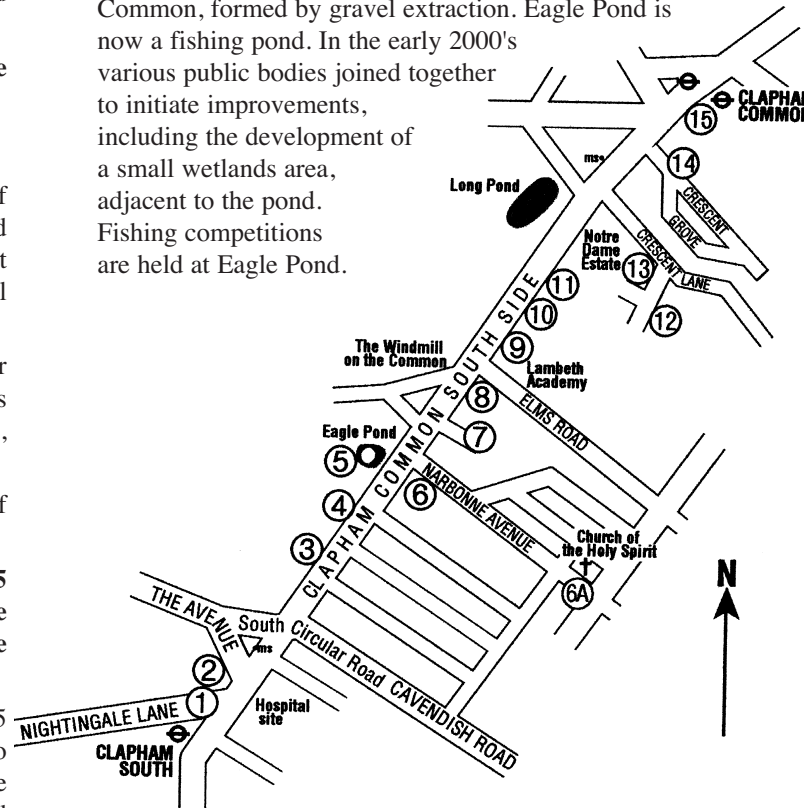 Common, formed by gravel extraction. Eagle Pond is
now a fishing pond. In the early 2000's
various public bodies joined together
to initiate improvements,
including the development of
a small wetlands area,
adjacent to the pond.
Fishing competitions
are held at Eagle Pond.
CLAPHAM
COMMON
15
ms
14
Long Pond
CRESCENT
GROVE
Notre
Dame
Estate
13
CRESCENT LANE
11
10
12
9
The Windmill
on the Common
Lambeth
Academy
8
ELMS ROAD
7
Eagle Pond
5
6
NARBONNE AVENUE
4
CLAPHAM COMMON SOUTH SIDE
3
Church of
the Holy Spirit
6A
N
THE AVENUE
South Circular Road CAVENDISH ROAD
ms
2
1
Hospital
site
NIGHTINGALE LANE
CLAPHAM
SOUTH